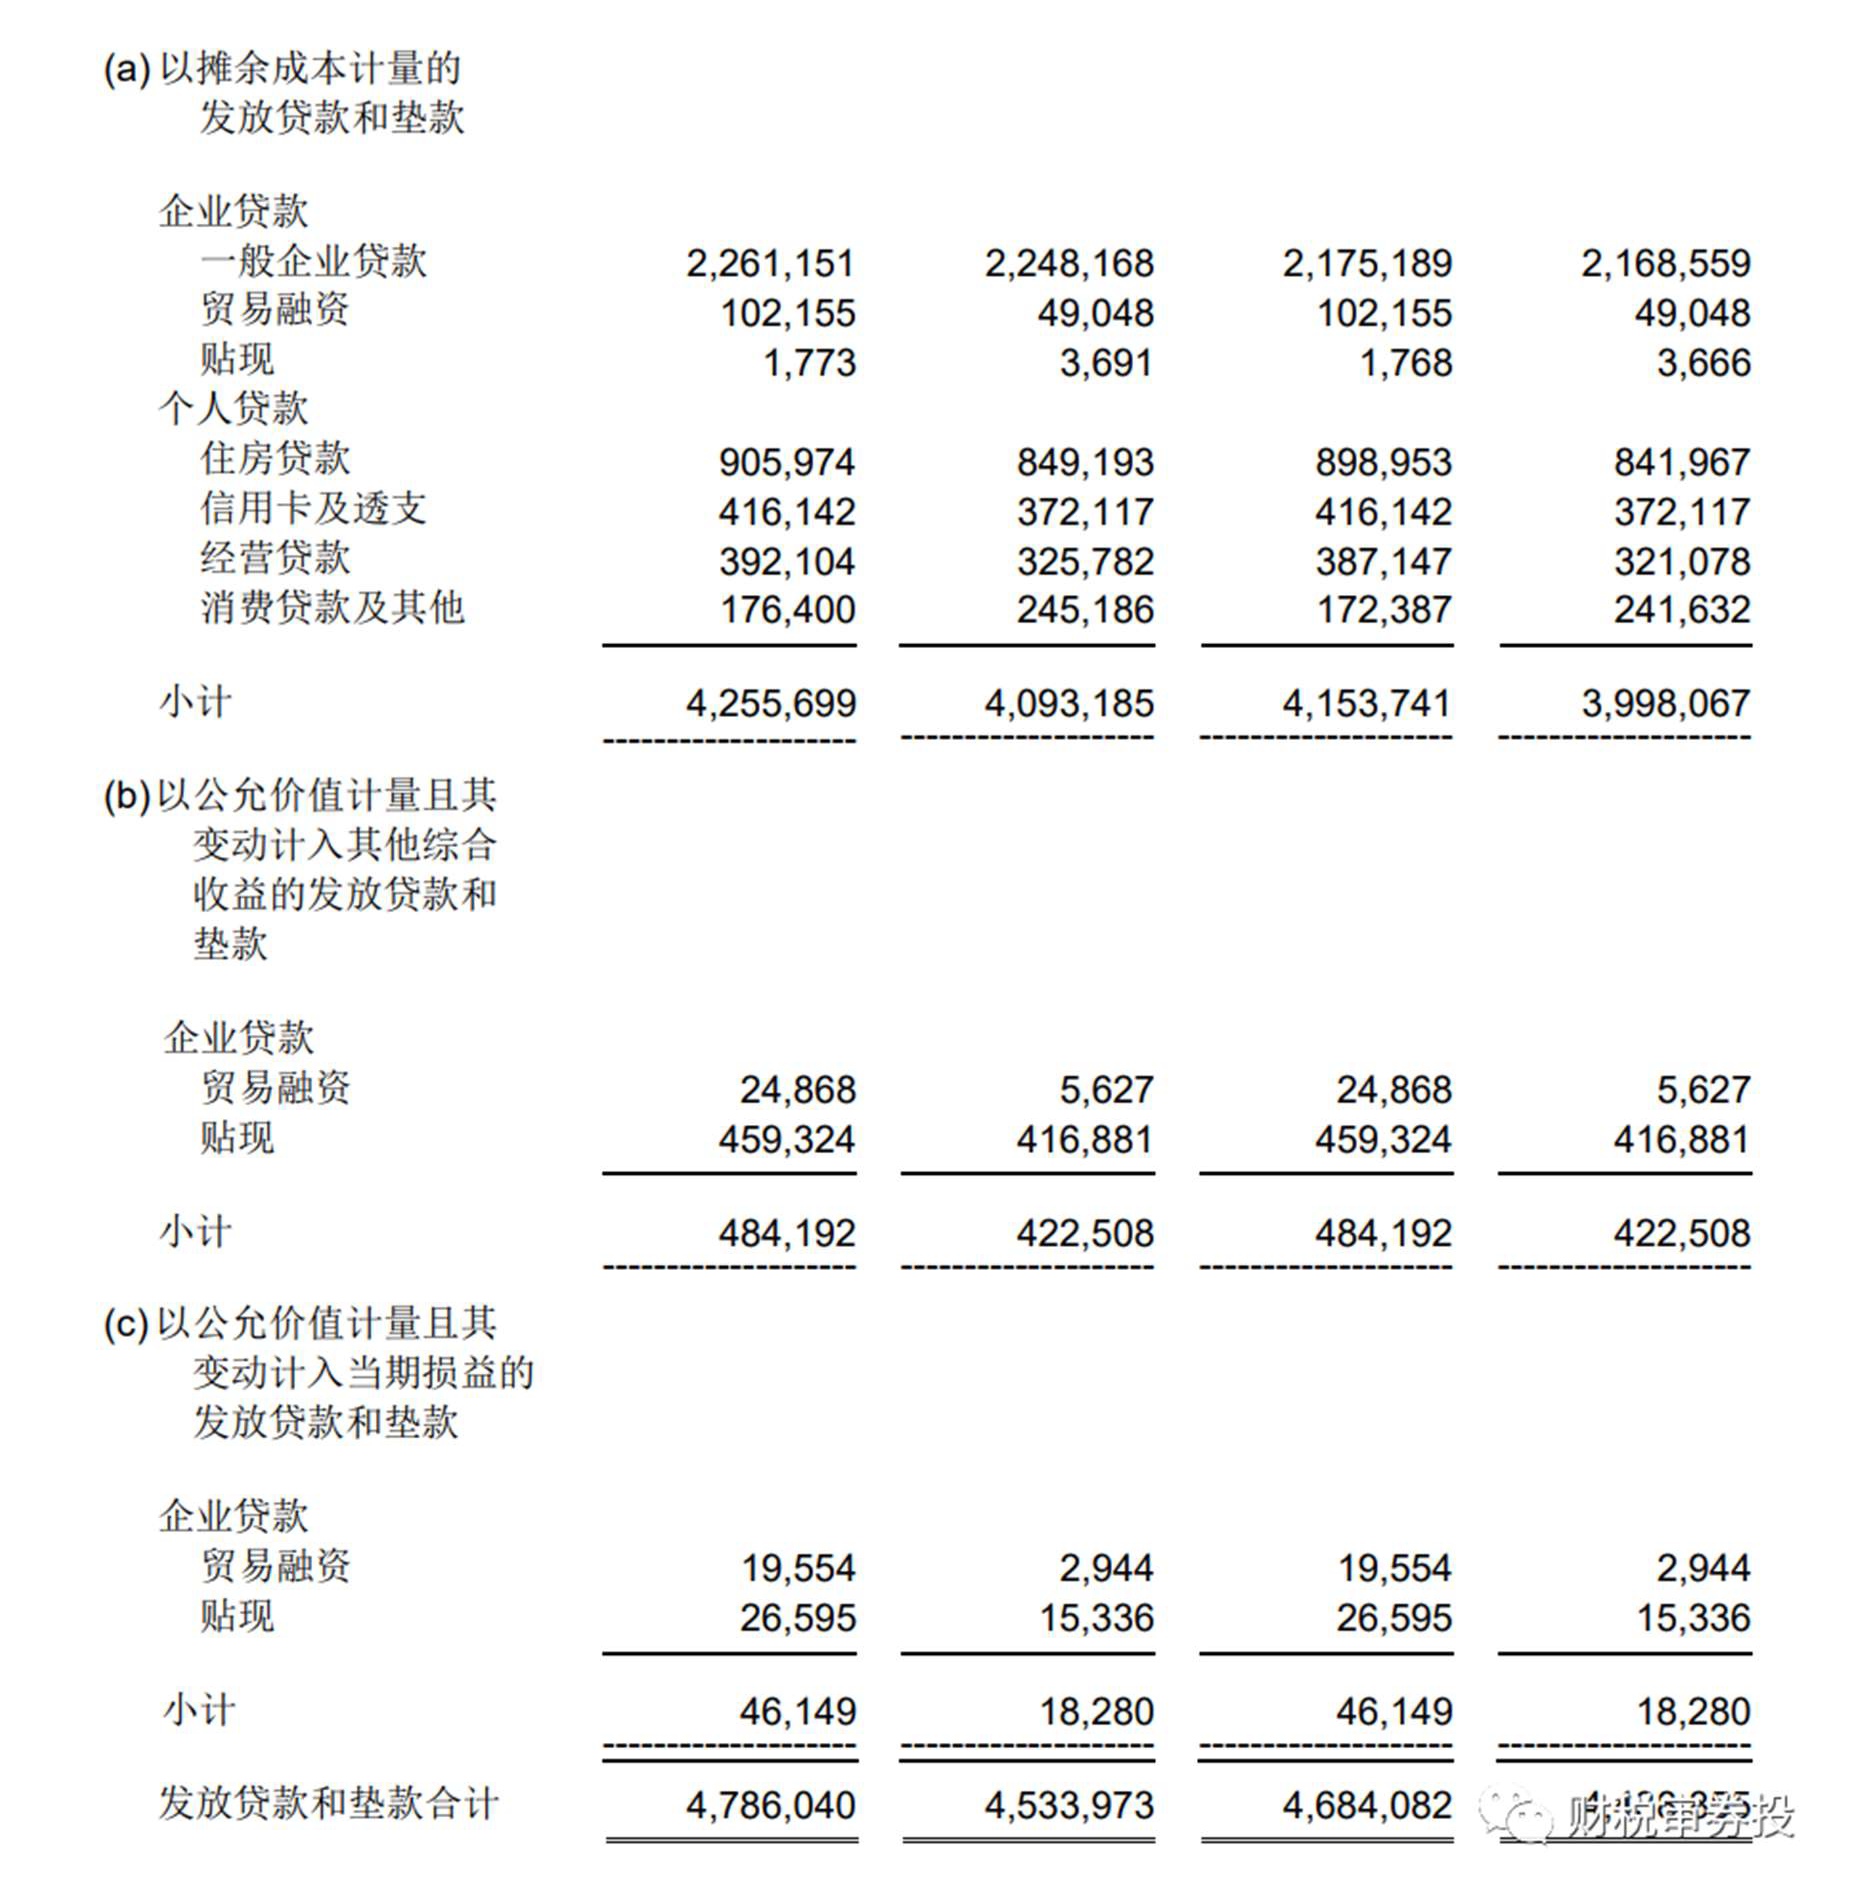 (a) 以摊余成本计量的
发放贷款和垫款
企业贷款
一般企业贷款 2,261,151 2,248,168 2,175,189 2,168,559
贸易融资 102,155 49,048 102,155 49,048
贴现 1,773 3,691 1,768 3,666
个人贷款
住房贷款 905,974 849,193 898,953 841,967
信用卡及透支 416,142 372,117 416,142 372,117
经营贷款 392,104 325,782 387,147 321,078
消费贷款及其他 176,400 245,186 172,387 241,632
小计 4,255,699 4,093,185 4,153,741 3,998,067
(b) 以公允价值计量且其
变动计入其他综合
收益的发放贷款和
垫款
企业贷款
贸易融资 24,868 5,627 24,868 5,627
贴现 459,324 416,881 459,324 416,881
小计 484,192 422,508 484,192 422,508
(c) 以公允价值计量且其
变动计入当期损益的
发放贷款和垫款
企业贷款
贸易融资 19,554 2,944 19,554 2,944
贴现 26,595 15,336 26,595 15,336
小计 46,149 18,280 46,149 18,280
发放贷款和垫款合计 4,786,040 4,533,973 4,684,082
财税审券投